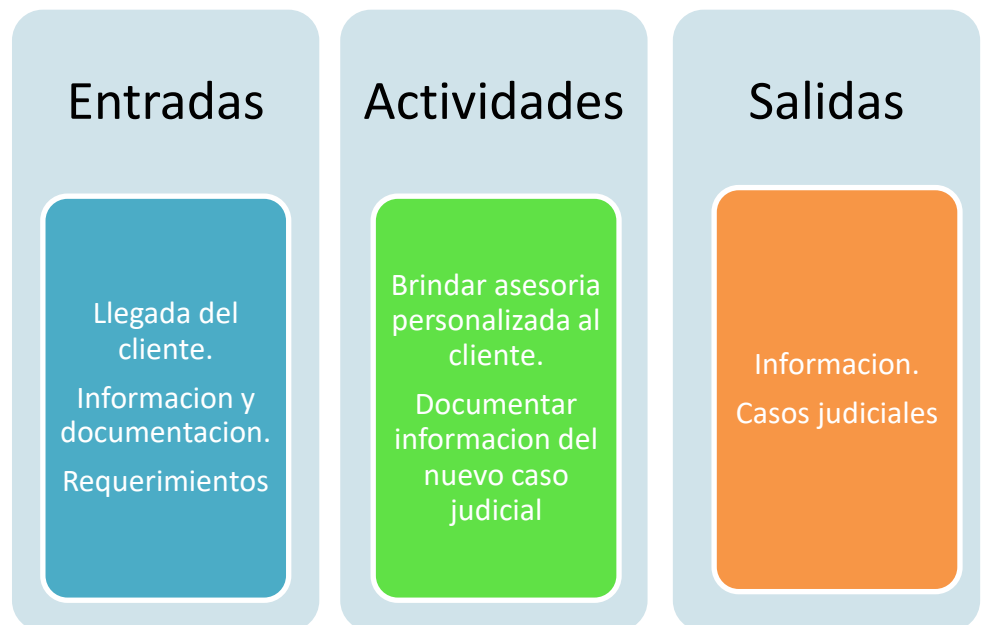 Entradas
Llegada del
cliente.
Informacion y
documentacion.
Requerimientos
Actividades
Brindar asesoria
personalizada al
cliente.
Documentar
informacion del
nuevo caso
judicial
Salidas
Informacion.
Casos judiciales